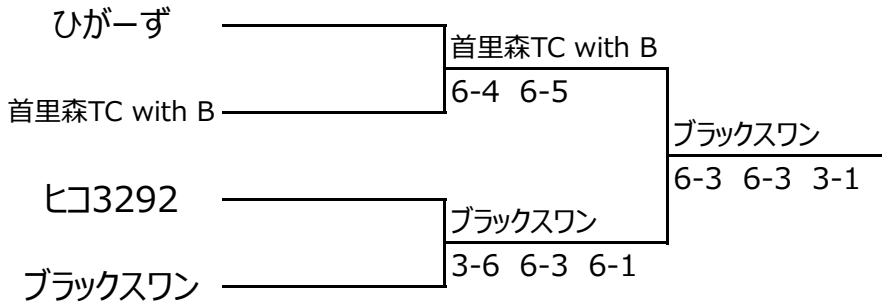 ひがーず
首里森TC with B
6-4 6-5
首里森TC with B
ブラックスワン
6-3 6-3 3-1
ヒコ3292
ブラックスワン
3-6 6-3 6-1
ブラックスワン